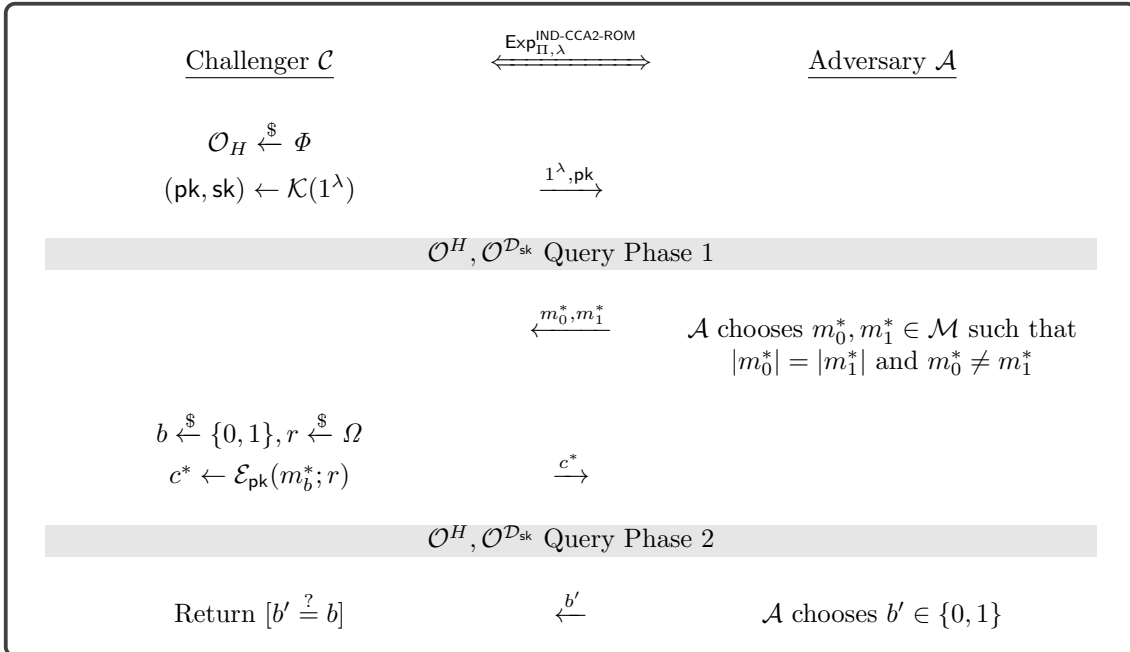 Challenger 𝒞 Exp^{IND-CCA2-ROM}_{Π,λ} Adversary 𝒜
𝒪_H ←$ Φ
(pk, sk) ← 𝒦(1^λ) 1^λ,pk →
𝒪^H, 𝒪^{𝒟_sk} Query Phase 1
← m_0^*,m_1^* 𝒜 chooses m_0^*, m_1^* ∈ ℳ such that
|m_0^*| = |m_1^*| and m_0^* ≠ m_1^*
b ←$ {0, 1}, r ←$ Ω
c^* ← ℰ_pk(m_b^*; r) c^* →
𝒪^H, 𝒪^{𝒟_sk} Query Phase 2
Return [b′ ≟ b] ← b′ 𝒜 chooses b′ ∈ {0, 1}